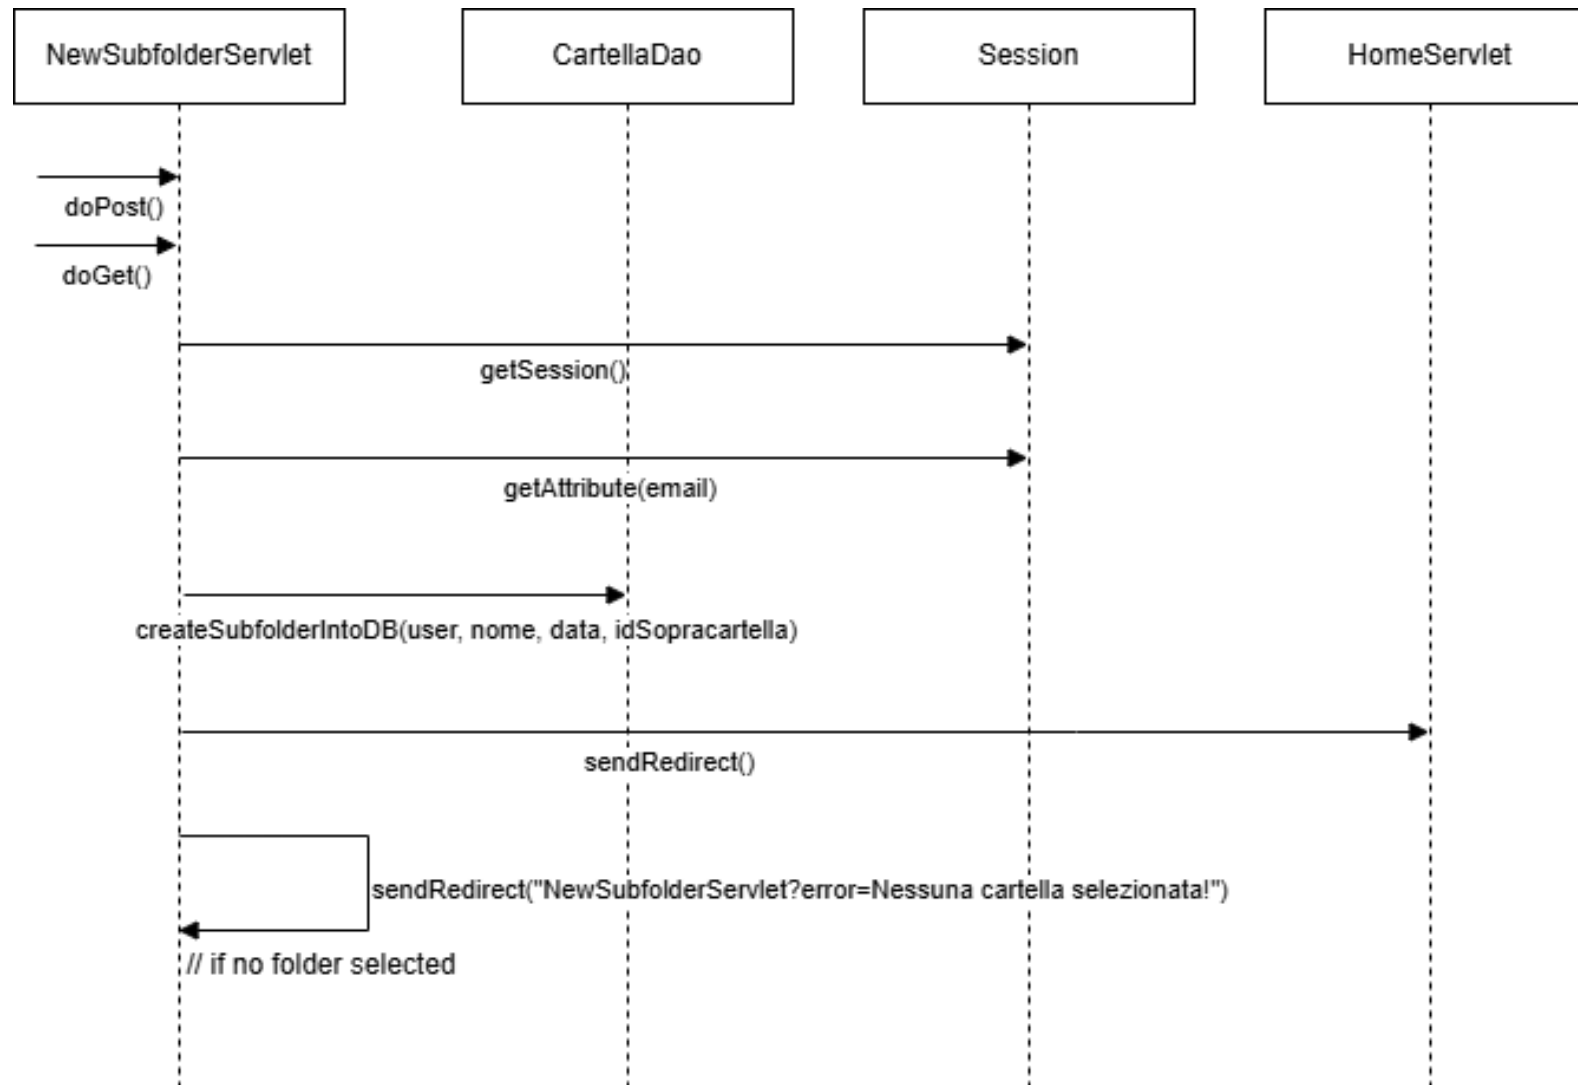 NewSubfolderServlet
CartellaDao
Session
HomeServlet
doPost()
doGet()
getSession()
getAttribute(email)
createSubfolderIntoDB(user, nome, data, idSopracartella)
sendRedirect()
sendRedirect("NewSubfolderServlet?error=Nessuna cartella selezionata!")
// if no folder selected